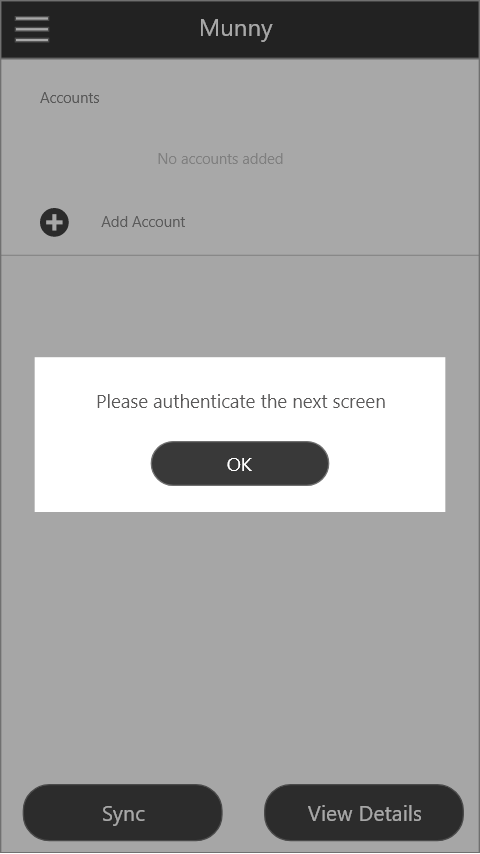 Munny
Accounts
No accounts added
Add Account
Please authenticate the next screen
OK
Sync
View Details